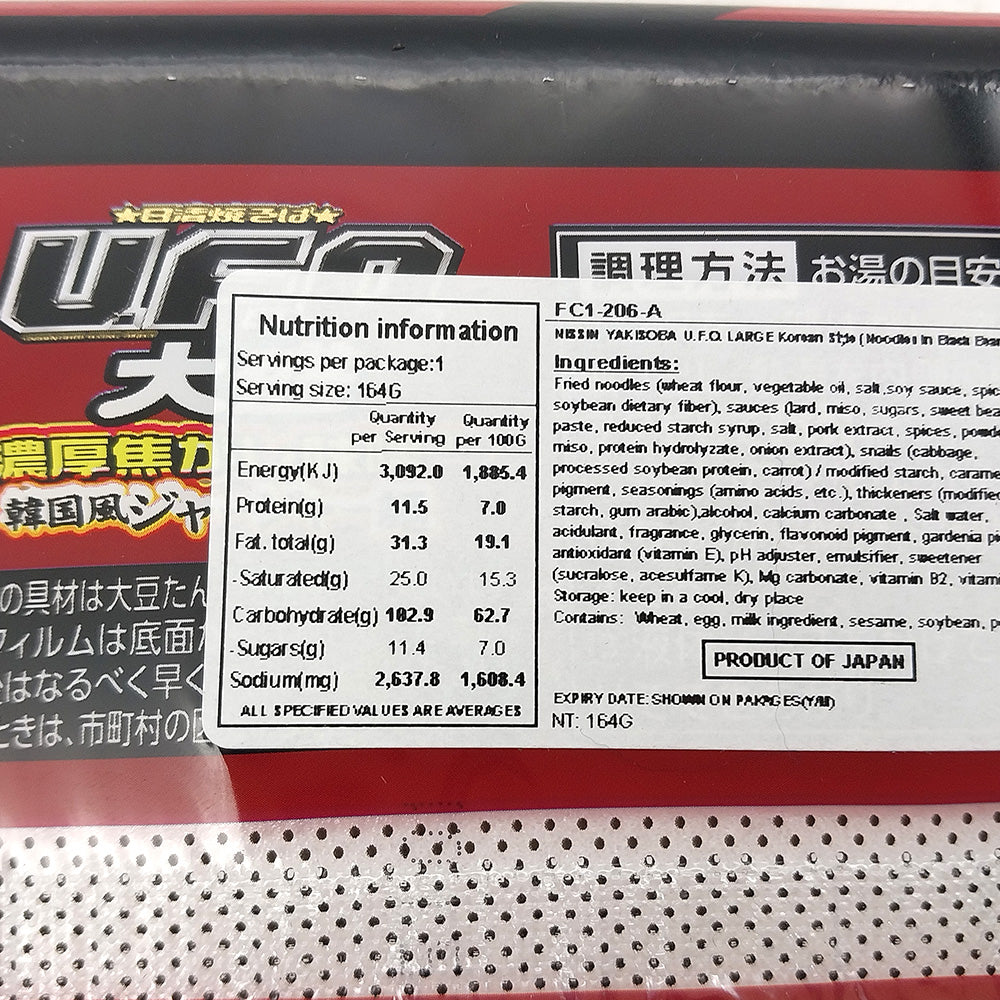 ★日清焼そば★
U.F.O.
大
濃厚焦が
韓国風ジャ
の具材は大豆たん
フィルムは底面
はなるべく早く
ときは、市町村の
調理方法 お湯の目安
Nutrition information
Servings per package:1
Serving size: 164G
Quantity per Serving Quantity per 100G
Energy(KJ) 3,092.0 1,885.4
Protein(g) 11.5 7.0
Fat. total(g) 31.3 19.1
-Saturated(g) 25.0 15.3
Carbohydrate(g) 102.9 62.7
-Sugars(g) 11.4 7.0
Sodium(mg) 2,637.8 1,608.4
ALL SPECIFIED VALUES ARE AVERAGES
FC1-206-A
NISSIN YAKISOBA U.F.O. LARGE Korean Style (Noodles In Black Bean
Ingredients:
Fried noodles (wheat flour, vegetable oil, salt,soy sauce, spic
soybean dietary fiber), sauces (lard, miso, sugars, sweet bea
paste, reduced starch syrup, salt, pork extract, spices, powde
miso, protein hydrolyzate, onion extract), snails (cabbage,
processed soybean protein, carrot) / modified starch, carame
pigment, seasonings (amino acids, etc.), thickeners (modified
starch, gum arabic),alcohol, calcium carbonate , Salt water,
acidulant, fragrance, glycerin, flavonoid pigment, gardenia pi
antioxidant (vitamin E), pH adjuster, emulsifier, sweetener
(sucralose, acesulfame K), Mg carbonate, vitamin B2, vitami
Storage: keep in a cool, dry place
Contains: Wheat, egg, milk ingredient, sesame, soybean, p
PRODUCT OF JAPAN
EXPIRY DATE: SHOWN ON PAKAGES(Y/M)
NT: 164G